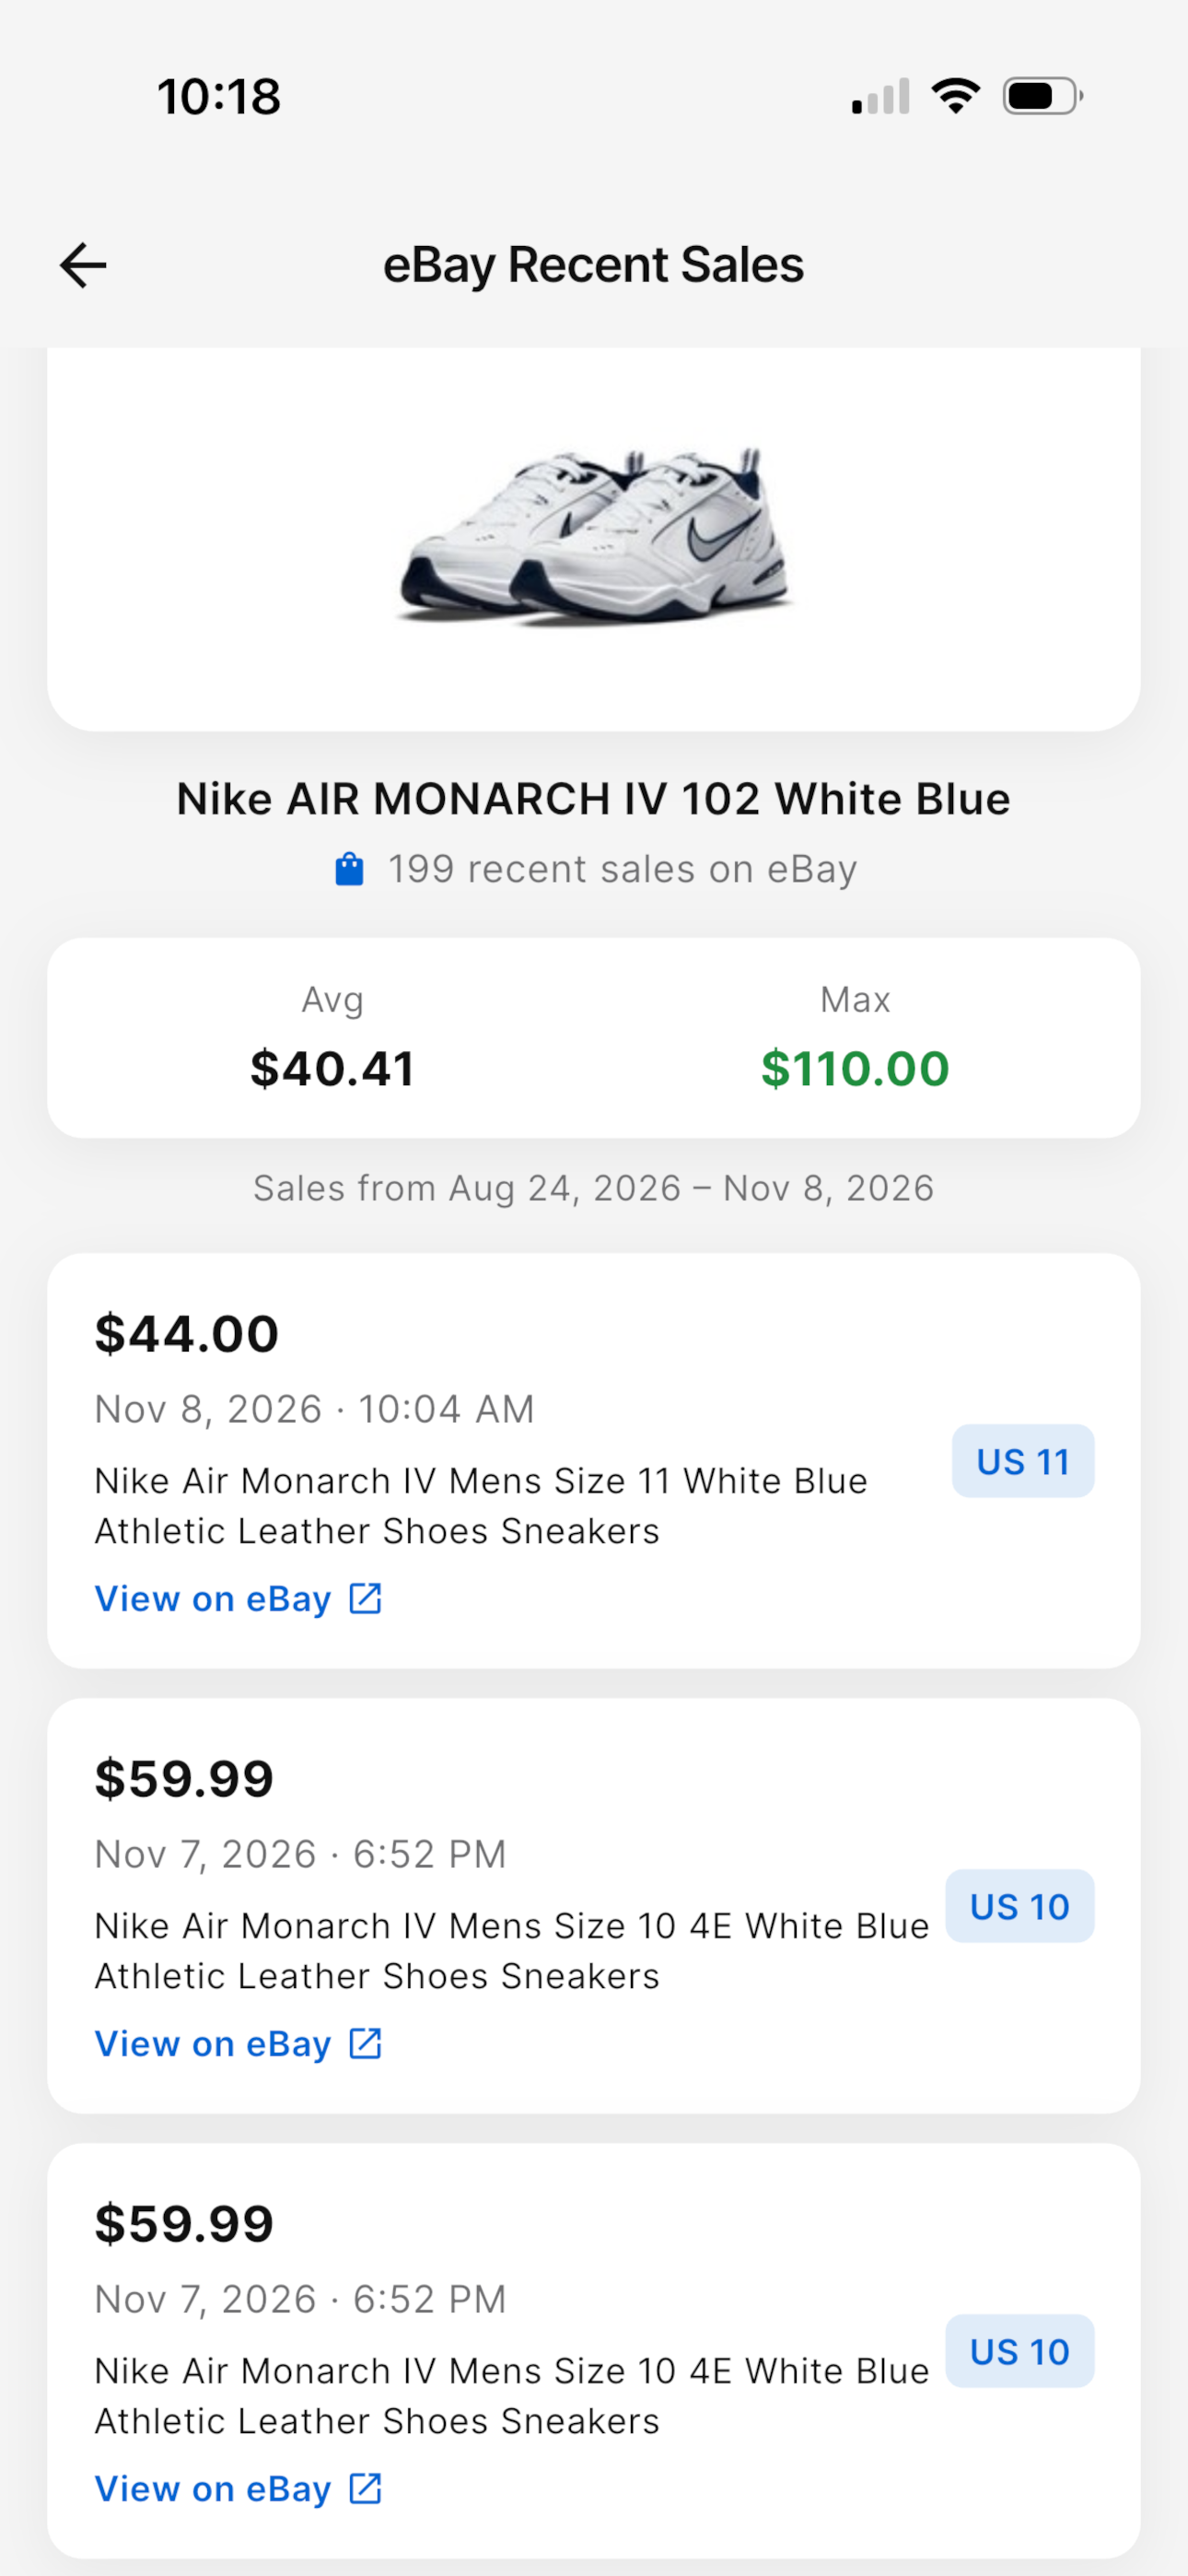 10:18
eBay Recent Sales
Nike AIR MONARCH IV 102 White Blue
199 recent sales on eBay
Avg
Max
$40.41
$110.00
Sales from Aug 24, 2026 – Nov 8, 2026
$44.00
Nov 8, 2026 · 10:04 AM
US 11
Nike Air Monarch IV Mens Size 11 White Blue
Athletic Leather Shoes Sneakers
View on eBay
$59.99
Nov 7, 2026 · 6:52 PM
US 10
Nike Air Monarch IV Mens Size 10 4E White Blue
Athletic Leather Shoes Sneakers
View on eBay
$59.99
Nov 7, 2026 · 6:52 PM
US 10
Nike Air Monarch IV Mens Size 10 4E White Blue
Athletic Leather Shoes Sneakers
View on eBay